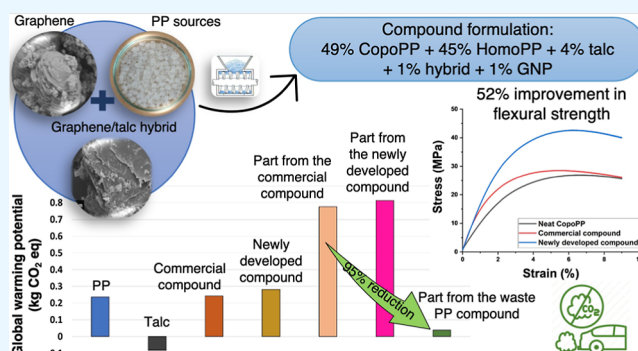 Graphene
PP sources
Graphene/talc hybrid
Compound formulation:
49% CopoPP + 45% HomoPP + 4% talc
+ 1% hybrid + 1% GNP
52% improvement in
flexural strength
Stress (MPa)
50
40
30
20
10
0
0
2
4
6
8
Strain (%)
Neat CopoPP
Commercial compound
Newly developed compound
Global warming potential
(kg CO₂ eq)
0.8
0.7
0.6
0.5
0.4
0.3
0.2
0.1
0
PP
Talc
Commercial
compound
Newly
developed
compound
Part from the
commercial
compound
Part from
the newly
developed
compound
95% reduction
Part from the waste
PP compound
CO₂